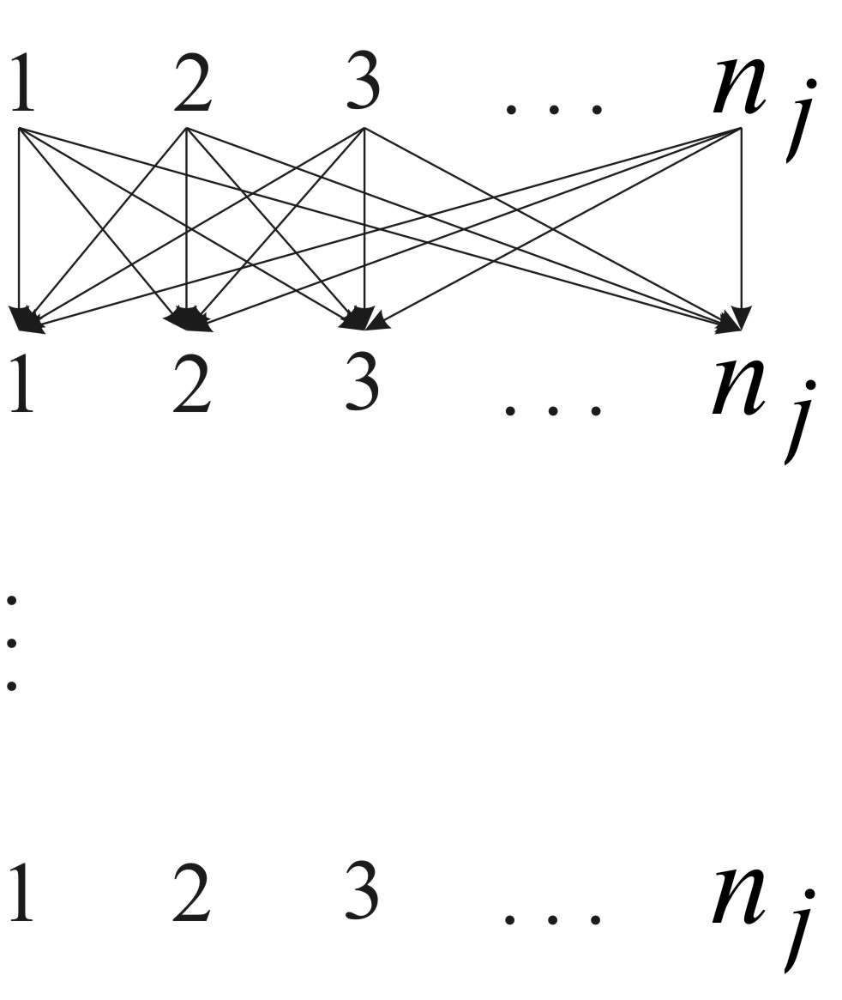 1 2 3 . . . n j
1 2 3 . . . n j
.
.
.
1 2 3 . . . n j